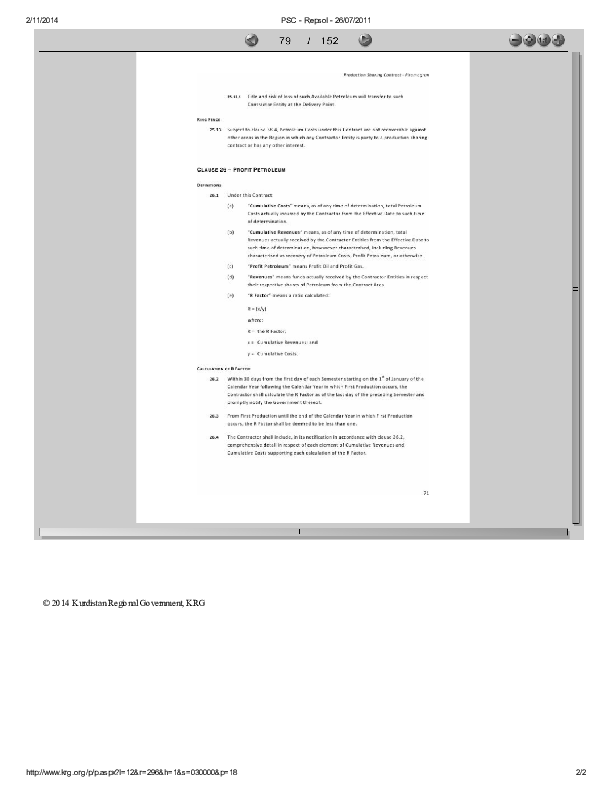 2/11/2014 PSC - Repsol - 26/07/2011
79 / 152
Production Sharing Contract -
25.12.2 Title and risk of loss of such Available Petroleum will transfer to such
Contractor Entity at the Delivery Point.
RING FENCE
25.13 Subject to clause 16.4, Petroleum Costs under this Contract are not recoverable against
other areas in the Region in which any Contractor Entity is party to a production sharing
contract or has any other interest.
CLAUSE 26 – PROFIT PETROLEUM
DEFINITIONS
26.1 Under this Contract:
(a) "Cumulative Costs" means, as of any time of determination, total Petroleum
Costs actually incurred by the Contractor from the Effective Date to such time
of determination.
(b) "Cumulative Revenues" means, as of any time of determination, total
Revenues actually received by the Contractor Entities from the Effective Date to
such time of determination, howsoever characterised, including Revenues
characterised as recovery of Petroleum Costs, Profit Petroleum, or otherwise.
(c) "Profit Petroleum" means Profit Oil and Profit Gas.
(d) "Revenues" means funds actually received by the Contractor Entities in respect
their respective shares of Petroleum from the Contract Area.
(e) "R Factor" means a ratio calculated:
R = (x/y)
where:
R = the R Factor;
x = Cumulative Revenues; and
y = Cumulative Costs.
CALCULATION OF R FACTOR
26.2 Within 30 days from the first day of each Semester starting on the 1st of January of the
Calendar Year following the Calendar Year in which First Production occurs, the
Contractor shall calculate the R Factor as of the last day of the preceding Semester and
promptly notify the Government thereof.
26.3 From First Production until the end of the Calendar Year in which First Production
occurs, the R Factor shall be deemed to be less than one.
26.4 The Contractor shall include, in its notification in accordance with clause 26.2,
comprehensive detail in respect of each element of Cumulative Revenues and
Cumulative Costs supporting each calculation of the R Factor.
71
© 2014 Kurdistan Regional Government, KRG
http://www.krg.org/p/p.aspx?l=12&r=296&h=1&s=030000&p=18 2/2